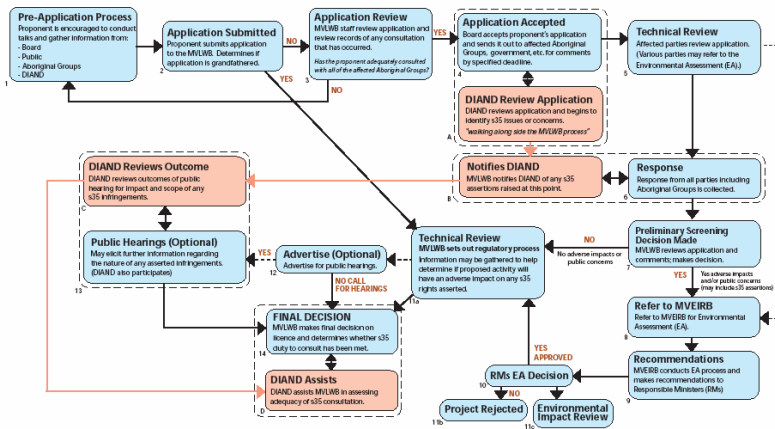 Pre-Application Process
Proponent is encouraged to conduct
talks and gather information from:
- Board
- Public
- Aboriginal Groups
- DIAND
1
Application Submitted
Proponent submits application
to the MVLWB. Determines if
application is grandfathered.
2
NO
YES
Application Review
MVLWB staff review application and
review records of any consultation
that has occurred.
Has the proponent adequately consulted
with all of the affected Aboriginal Groups?
3
NO
YES
Application Accepted
Board accepts proponent's application
and sends it out to affected Aboriginal
Groups, government, etc. for comments
by specified deadline.
4
DIAND Review Application
DIAND reviews application and begins to
identify s35 issues or concerns.
"walking along side the MVLWB process"
A
Technical Review
Affected parties review application.
(Various parties may refer to the
Environmental Assessment (EA).)
5
DIAND Reviews Outcome
DIAND reviews outcomes of public
hearing for impact and scope of any
s35 infringements.
C
Notifies DIAND
MVLWB notifies DIAND of any s35
assertions raised at this point.
B
Response
Response from all parties including
Aboriginal Groups is collected.
6
Public Hearings (Optional)
May elicit further information regarding
the nature of any asserted infringements.
(DIAND also participates)
13
YES
Advertise (Optional)
Advertise for public hearings.
12
NO CALL
FOR HEARINGS
Technical Review
MVLWB sets out regulatory process
Information may be gathered to help
determine if proposed activity will
have an adverse impact on any s35
rights asserted.
11a
NO
No adverse impacts or
public concerns
Preliminary Screening
Decision Made
MVLWB reviews application and
comments; makes decision.
7
YES
Yes adverse impacts
and/or public concerns
(may include s35 assertions)
FINAL DECISION
MVLWB makes final decision on
licence and determines whether s35
duty to consult has been met.
14
DIAND Assists
DIAND assists MVLWB in assessing
adequacy of s35 consultation.
D
Refer to MVEIRB
Refer to MVEIRB for Environmental
Assessment (EA).
8
Recommendations
MVEIRB conducts EA process and
makes recommendations to
Responsible Ministers (RMs)
9
YES
APPROVED
RMs EA Decision
10
NO
Project Rejected
11b
Environmental
Impact Review
11c